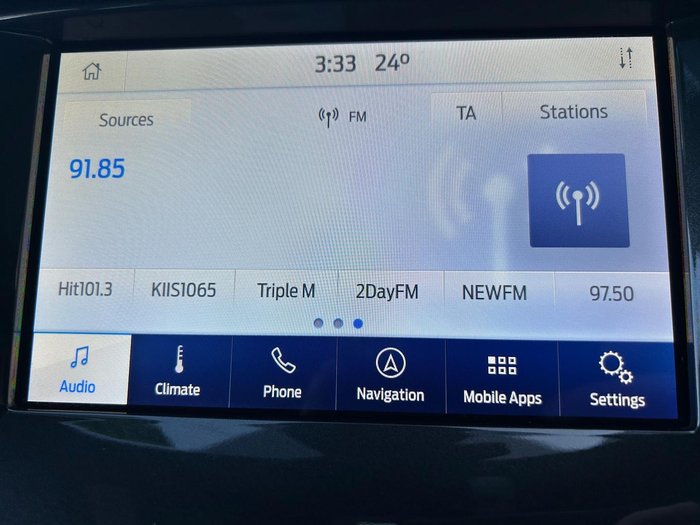 3:33 24°
Sources FM TA Stations
91.85
Hit101.3 KIIS1065 Triple M 2DayFM NEWFM 97.50
Audio Climate Phone Navigation Mobile Apps Settings